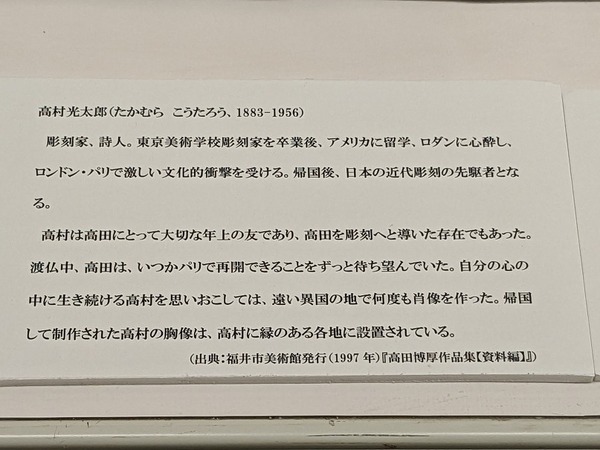 高村光太郎(たかむら　こうたろう、1883-1956)
彫刻家、詩人。東京美術学校彫刻家を卒業後、アメリカに留学、ロダンに心酔し、
ロンドン・パリで激しい文化的衝撃を受ける。帰国後、日本の近代彫刻の先駆者とな
る。
高村は高田にとって大切な年上の友であり、高田を彫刻へと導いた存在でもあった。
渡仏中、高田は、いつかパリで再開できることをずっと待ち望んでいた。自分の心の
中に生き続ける高村を思いおこしては、遠い異国の地で何度も肖像を作った。帰国
して制作された高村の胸像は、高村に縁のある各地に設置されている。
(出典：福井市美術館発行(1997年)『高田博厚作品集【資料編】』)